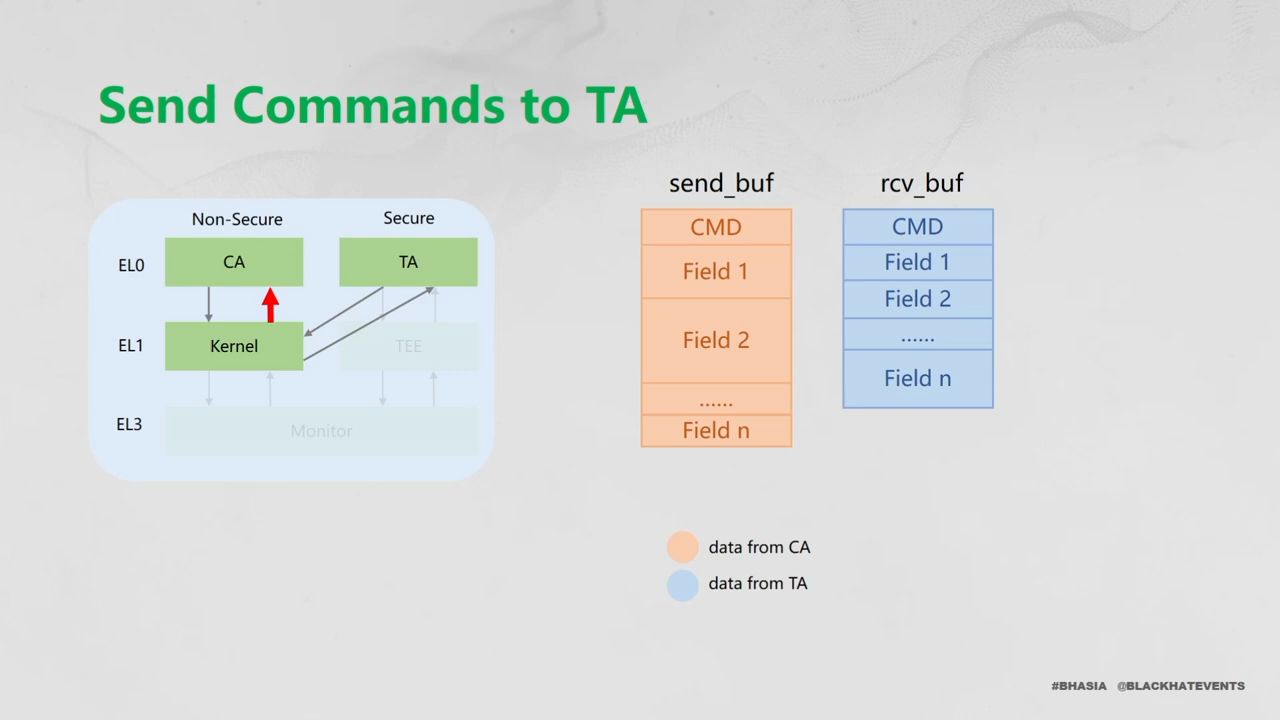 Send Commands to TA
Non-Secure
Secure
EL0
CA
TA
EL1
Kernel
TEE
EL3
Monitor
send_buf
CMD
Field 1
Field 2
......
Field n
rcv_buf
CMD
Field 1
Field 2
......
Field n
data from CA
data from TA
#BHASIA @BLACKHATEVENTS